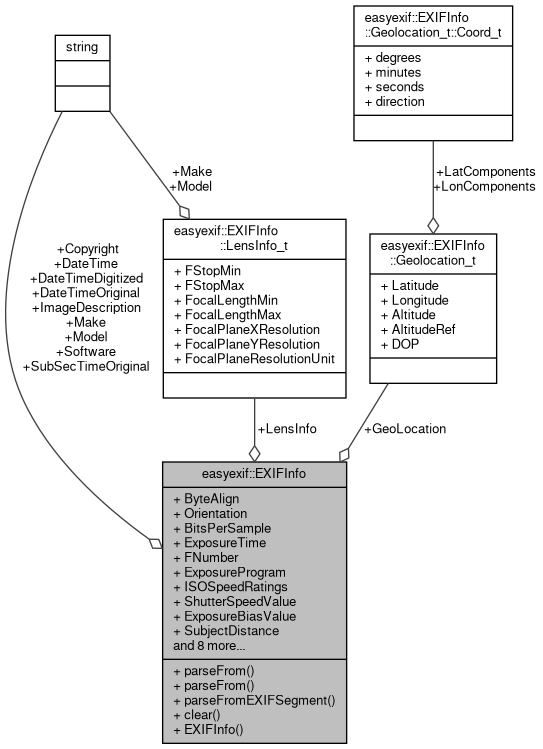 easyexif::EXIFInfo
::Geolocation_t::Coord_t
+ degrees
+ minutes
+ seconds
+ direction
string
+Make
+Model
+LatComponents
+LonComponents
easyexif::EXIFInfo
::LensInfo_t
+ FStopMin
+ FStopMax
+ FocalLengthMin
+ FocalLengthMax
+ FocalPlaneXResolution
+ FocalPlaneYResolution
+ FocalPlaneResolutionUnit
easyexif::EXIFInfo
::Geolocation_t
+ Latitude
+ Longitude
+ Altitude
+ AltitudeRef
+ DOP
+Copyright
+DateTime
+DateTimeDigitized
+DateTimeOriginal
+ImageDescription
+Make
+Model
+Software
+SubSecTimeOriginal
+LensInfo
+GeoLocation
easyexif::EXIFInfo
+ ByteAlign
+ Orientation
+ BitsPerSample
+ ExposureTime
+ FNumber
+ ExposureProgram
+ ISOSpeedRatings
+ ShutterSpeedValue
+ ExposureBiasValue
+ SubjectDistance
and 8 more...
+ parseFrom()
+ parseFrom()
+ parseFromEXIFSegment()
+ clear()
+ EXIFInfo()